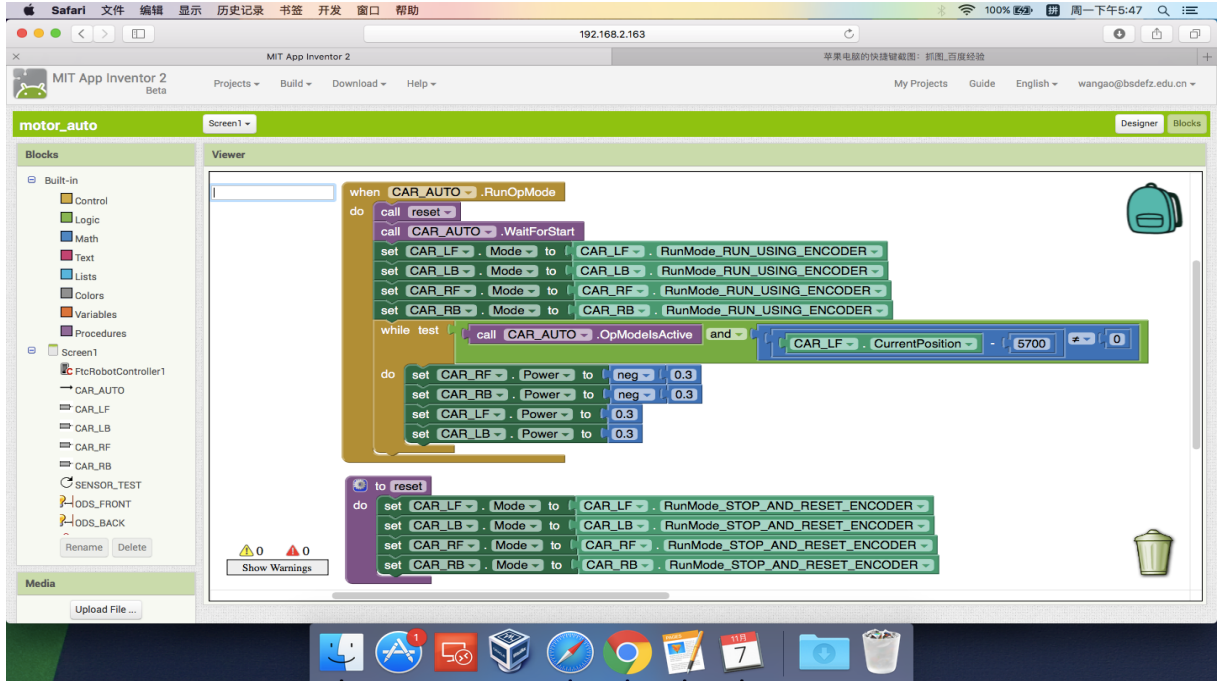 Safari 文件 编辑 显示 历史记录 书签 开发 窗口 帮助 100% 拼 周一下午5:47
192.168.2.163
MIT App Inventor 2 苹果电脑的快捷键截图：抓图_百度经验
MIT App Inventor 2
Beta
Projects Build Download Help My Projects Guide English wangao@bsdefz.edu.cn
motor_auto Screen1 Designer Blocks
Blocks Viewer
Built-in
Control
Logic
Math
Text
Lists
Colors
Variables
Procedures
Screen1
FtcRobotController1
CAR_AUTO
CAR_LF
CAR_LB
CAR_RF
CAR_RB
SENSOR_TEST
ODS_FRONT
ODS_BACK
Rename Delete
Media
Upload File ...
when CAR_AUTO .RunOpMode
do call reset
call CAR_AUTO .WaitForStart
set CAR_LF . Mode to CAR_LF . RunMode_RUN_USING_ENCODER
set CAR_LB . Mode to CAR_LB . RunMode_RUN_USING_ENCODER
set CAR_RF . Mode to CAR_RF . RunMode_RUN_USING_ENCODER
set CAR_RB . Mode to CAR_RB . RunMode_RUN_USING_ENCODER
while test call CAR_AUTO .OpModeIsActive and CAR_LF . CurrentPosition - 5700 ≠ 0
do set CAR_RF . Power to neg 0.3
set CAR_RB . Power to neg 0.3
set CAR_LF . Power to 0.3
set CAR_LB . Power to 0.3
to reset
do set CAR_LF . Mode to CAR_LF . RunMode_STOP_AND_RESET_ENCODER
set CAR_LB . Mode to CAR_LB . RunMode_STOP_AND_RESET_ENCODER
set CAR_RF . Mode to CAR_RF . RunMode_STOP_AND_RESET_ENCODER
set CAR_RB . Mode to CAR_RB . RunMode_STOP_AND_RESET_ENCODER
0 0
Show Warnings
1
11月
7